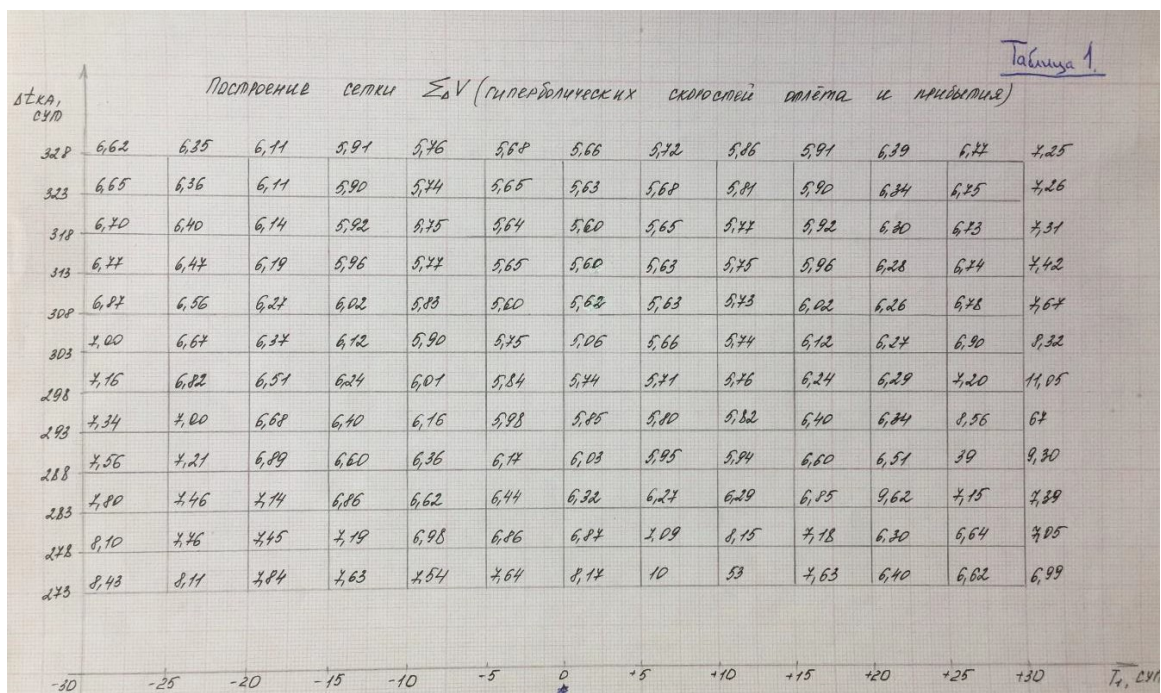 Таблица 1.
Построение сетки Σ∆V (гиперболических скоростей отлёта и прибытия)
∆tка,
сут
328 6,62 6,35 6,11 5,91 5,76 5,68 5,66 5,72 5,86 5,91 6,39 6,77 7,25
323 6,65 6,36 6,11 5,90 5,74 5,65 5,63 5,68 5,81 5,90 6,34 6,75 7,26
318 6,70 6,40 6,14 5,92 5,75 5,64 5,60 5,65 5,77 5,92 6,30 6,73 7,31
313 6,77 6,47 6,19 5,96 5,77 5,65 5,60 5,63 5,75 5,96 6,28 6,74 7,42
308 6,87 6,56 6,27 6,02 5,83 5,60 5,62 5,63 5,73 6,02 6,26 6,78 7,67
303 7,00 6,67 6,37 6,12 5,90 5,75 5,06 5,66 5,74 6,12 6,27 6,90 8,32
298 7,16 6,82 6,51 6,24 6,01 5,84 5,74 5,71 5,76 6,24 6,29 7,20 11,05
293 7,34 7,00 6,68 6,40 6,16 5,98 5,85 5,80 5,82 6,40 6,34 8,56 67
288 7,56 7,21 6,89 6,60 6,36 6,17 6,03 5,95 5,94 6,60 6,51 39 9,30
283 7,80 7,46 7,14 6,86 6,62 6,44 6,32 6,27 6,29 6,85 9,62 7,15 7,39
278 8,10 7,76 7,45 7,19 6,98 6,86 6,87 7,09 8,15 7,18 6,30 6,64 7,05
273 8,43 8,11 7,84 7,63 7,54 7,64 8,17 10 53 7,63 6,40 6,62 6,99
-30 -25 -20 -15 -10 -5 0 +5 +10 +15 +20 +25 +30 T₁, сут